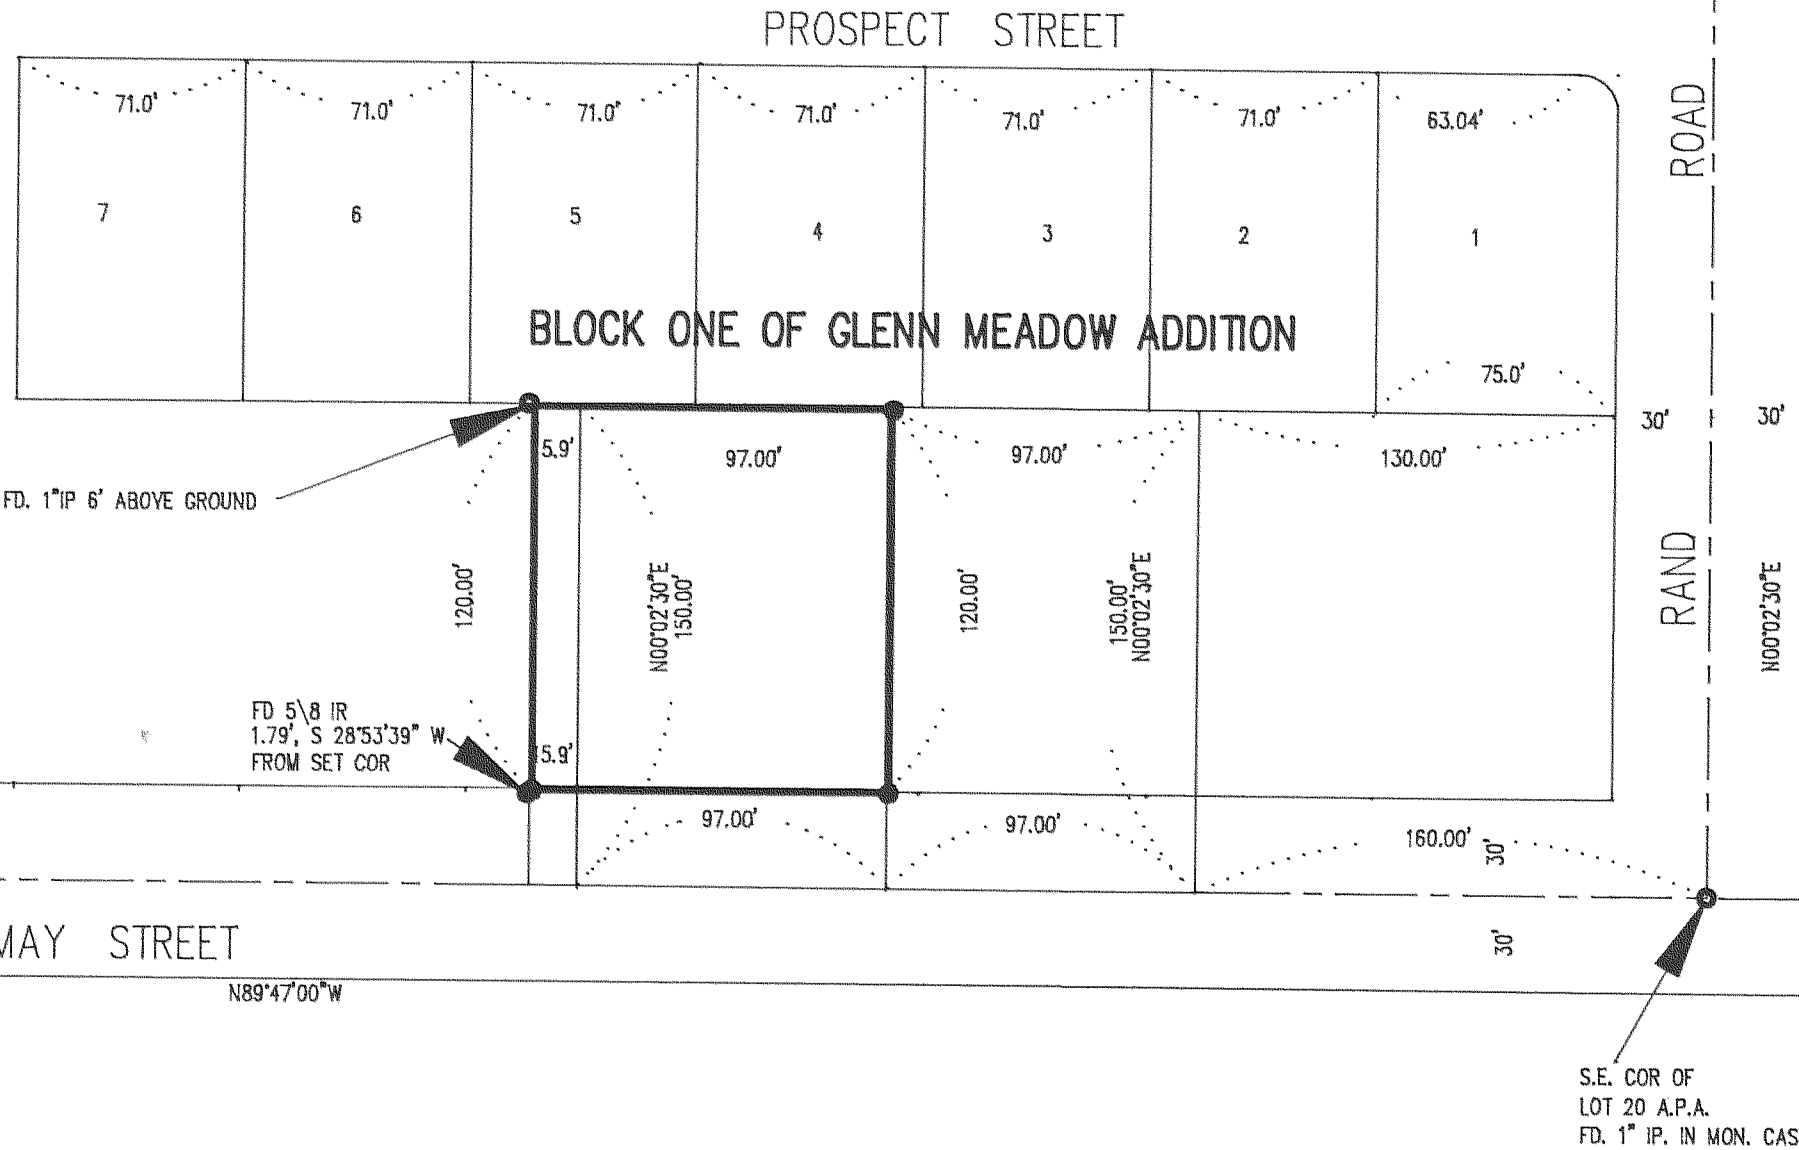 PROSPECT STREET
71.0'
71.0'
71.0'
71.0'
71.0'
71.0'
63.04'
ROAD
7
6
5
4
3
2
1
BLOCK ONE OF GLENN MEADOW ADDITION
75.0'
30'
30'
5.9'
97.00'
97.00'
130.00'
FD. 1"IP 6' ABOVE GROUND
120.00'
N00°02'30"E
150.00'
120.00'
150.00'
N00°02'30"E
RAND
N00°02'30"E
FD 5\8 IR
1.79', S 28°53'39" W
FROM SET COR
15.9'
97.00'
97.00'
160.00'
30'
MAY STREET
30'
N89°47'00"W
S.E. COR OF
LOT 20 A.P.A.
FD. 1" IP. IN MON. CAS